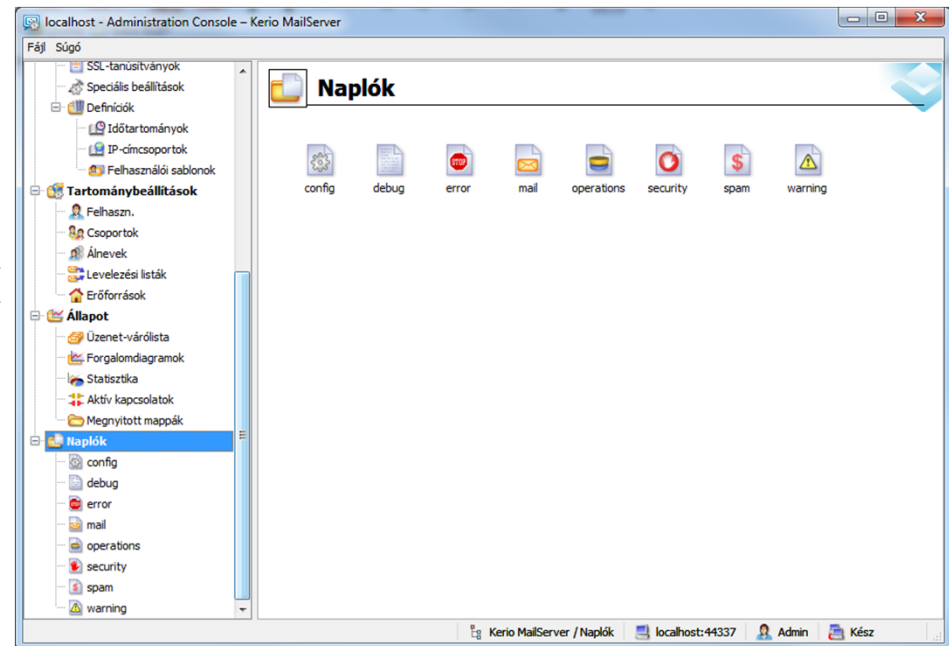 localhost - Administration Console – Kerio MailServer
Fájl Súgó
SSL-tanúsítványok
Speciális beállítások
Definíciók
Időtartományok
IP-címcsoportok
Felhasználói sablonok
Tartománybeállítások
Felhaszn.
Csoportok
Álnevek
Levelezési listák
Erőforrások
Állapot
Üzenet-várólista
Forgalomdiagramok
Statisztika
Aktív kapcsolatok
Megnyitott mappák
Naplók
config
debug
error
mail
operations
security
spam
warning
Naplók
config debug error mail operations security spam warning
Kerio MailServer / Naplók localhost:44337 Admin Kész